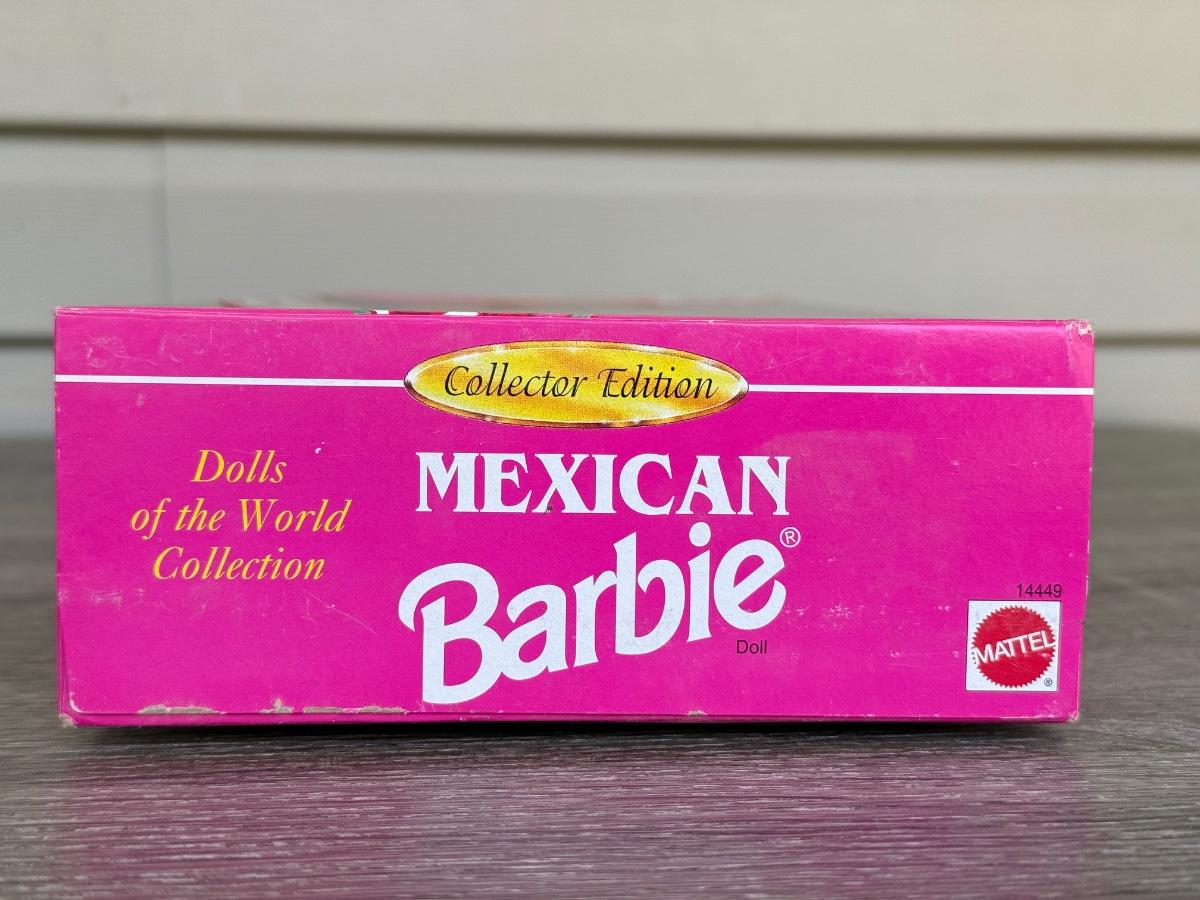 Collector Edition
Dolls
of the World
Collection
MEXICAN
Barbie®
Doll
14449
MATTEL
®